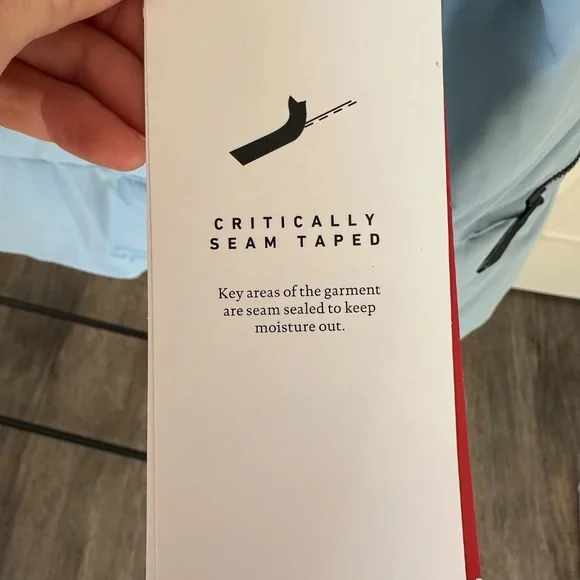 CRITICALLY
SEAM TAPED
Key areas of the garment
are seam sealed to keep
moisture out.